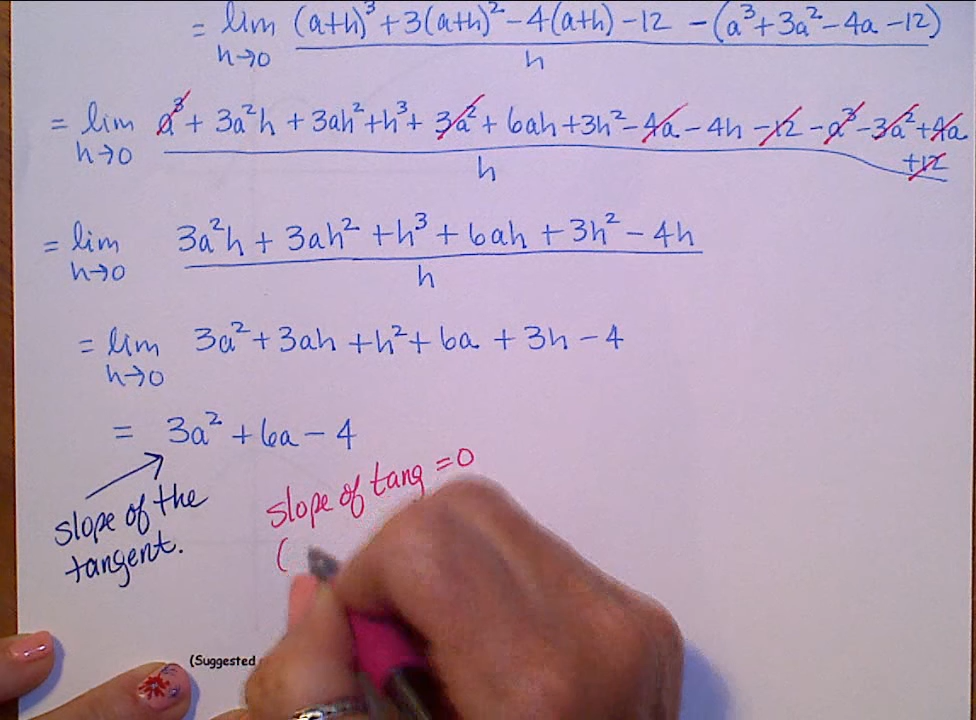 = lim (a+h)³ + 3(a+h)² - 4(a+h) - 12 - (a³+3a²-4a-12)
h→0 h
= lim a³ + 3a²h + 3ah² + h³ + 3a² + 6ah + 3h² - 4a - 4h - 12 - a³ - 3a² + 4a
+12
h→0 h
= lim 3a²h + 3ah² + h³ + 6ah + 3h² - 4h
h→0 h
= lim 3a² + 3ah + h² + 6a + 3h - 4
h→0
= 3a² + 6a - 4
slope of tang = 0
slope of the
tangent.
(
(Suggested